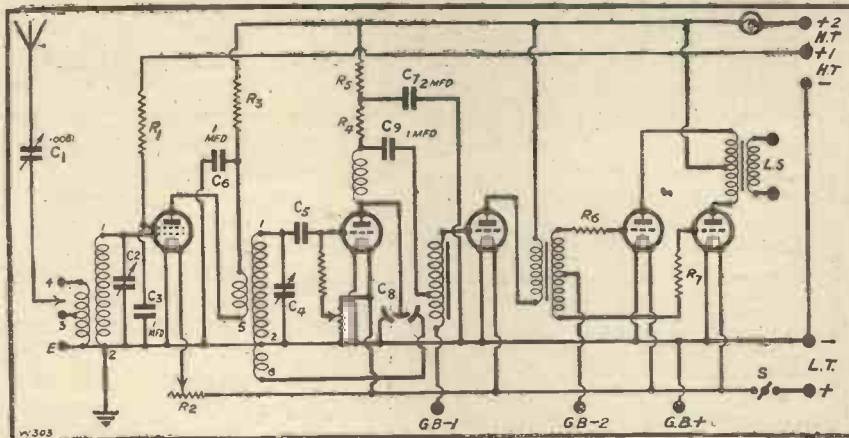 +2
H.T
+1
H.T
-
.0001
C1
R1
1
MFD
C6
R3
R5
C7 2 MFD
R4
C9 1 MFD
L.S
1
C2
C3
1
MFD
4
3
E
2
5
1
C5
C4
2
6
C8
R6
R7
-
L.T.
+
S
R2
GB-1
GB-2
G.B+
W303